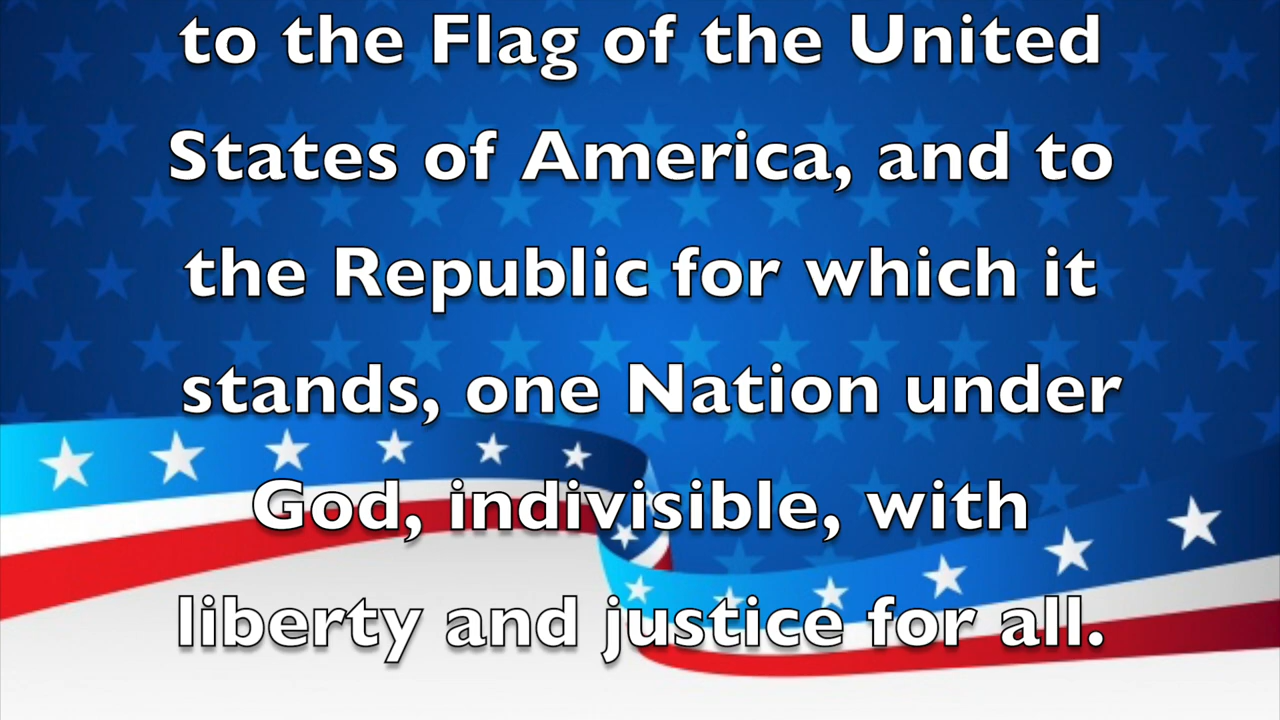 to the Flag of the United
States of America, and to
the Republic for which it
stands, one Nation under
God, indivisible, with
liberty and justice for all.